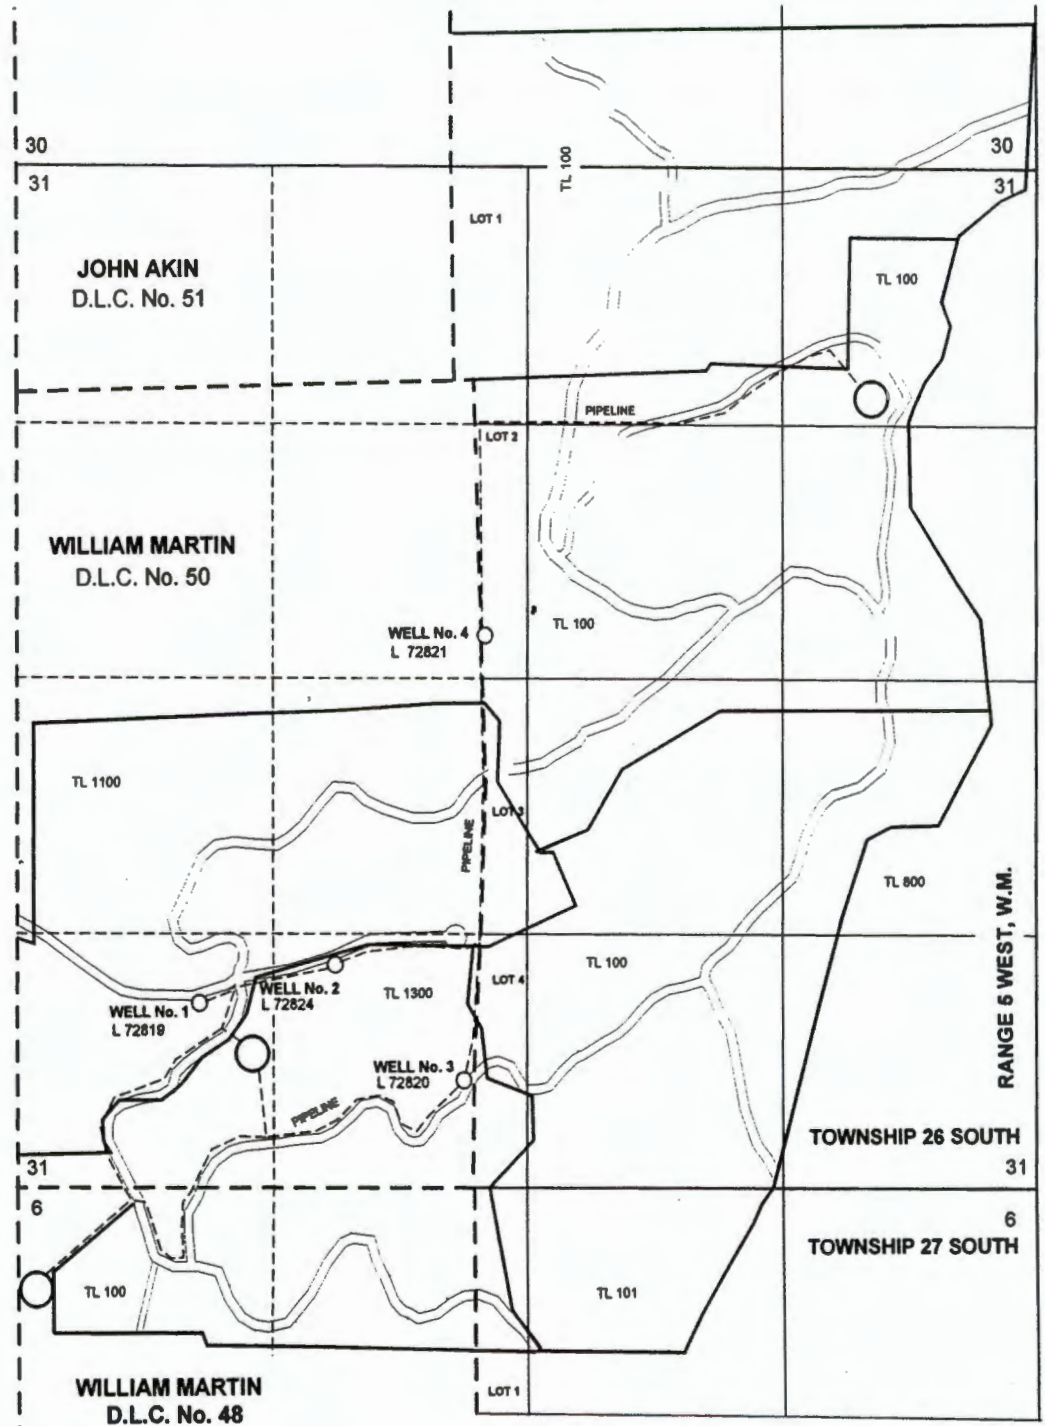 30
30
31
31
TL 100
LOT 1
JOHN AKIN
D.L.C. No. 51
TL 100
PIPELINE
LOT 2
WILLIAM MARTIN
D.L.C. No. 50
WELL No. 4
L 72821
TL 100
TL 1100
LOT 3
PIPELINE
TL 800
RANGE 5 WEST, W.M.
TL 100
LOT 4
WELL No. 2
L 72824
TL 1300
WELL No. 1
L 72819
WELL No. 3
L 72820
PIPELINE
TOWNSHIP 26 SOUTH
31
31
6
6
TOWNSHIP 27 SOUTH
TL 100
TL 101
WILLIAM MARTIN
D.L.C. No. 48
LOT 1